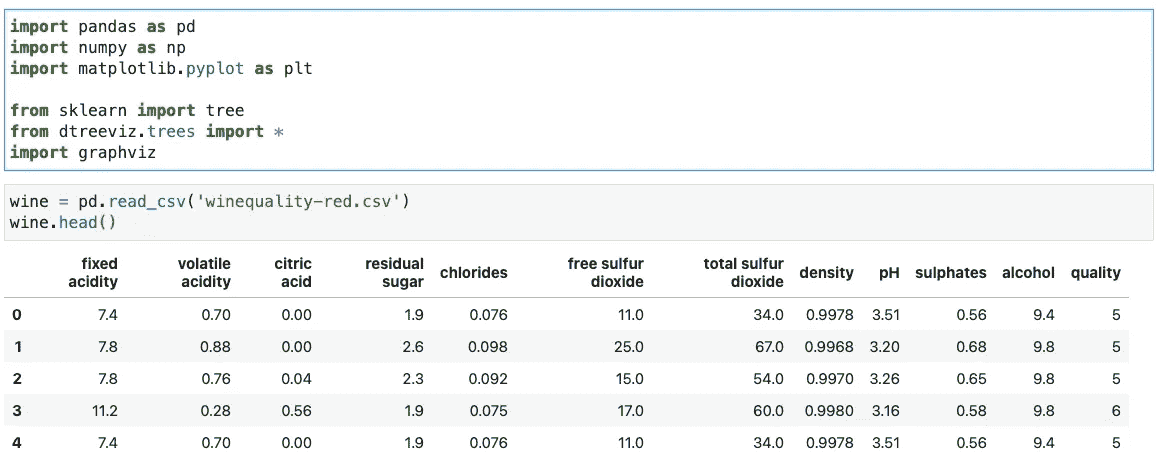 import pandas as pd
import numpy as np
import matplotlib.pyplot as plt
from sklearn import tree
from dtreeviz.trees import *
import graphviz
wine = pd.read_csv('winequality-red.csv')
wine.head()
fixed acidity volatile acidity citric acid residual sugar chlorides free sulfur dioxide total sulfur dioxide density pH sulphates alcohol quality
0 7.4 0.70 0.00 1.9 0.076 11.0 34.0 0.9978 3.51 0.56 9.4 5
1 7.8 0.88 0.00 2.6 0.098 25.0 67.0 0.9968 3.20 0.68 9.8 5
2 7.8 0.76 0.04 2.3 0.092 15.0 54.0 0.9970 3.26 0.65 9.8 5
3 11.2 0.28 0.56 1.9 0.075 17.0 60.0 0.9980 3.16 0.58 9.8 6
4 7.4 0.70 0.00 1.9 0.076 11.0 34.0 0.9978 3.51 0.56 9.4 5